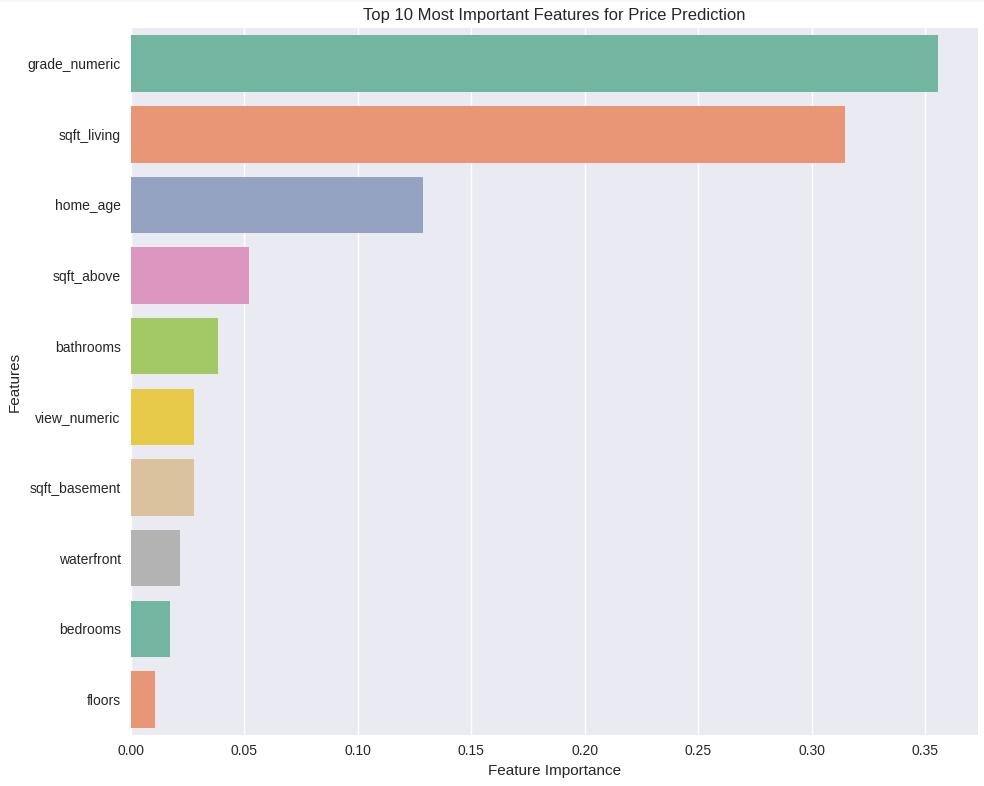 Top 10 Most Important Features for Price Prediction
grade_numeric
sqft_living
home_age
sqft_above
bathrooms
view_numeric
sqft_basement
waterfront
bedrooms
floors
Features
0.00 0.05 0.10 0.15 0.20 0.25 0.30 0.35
Feature Importance